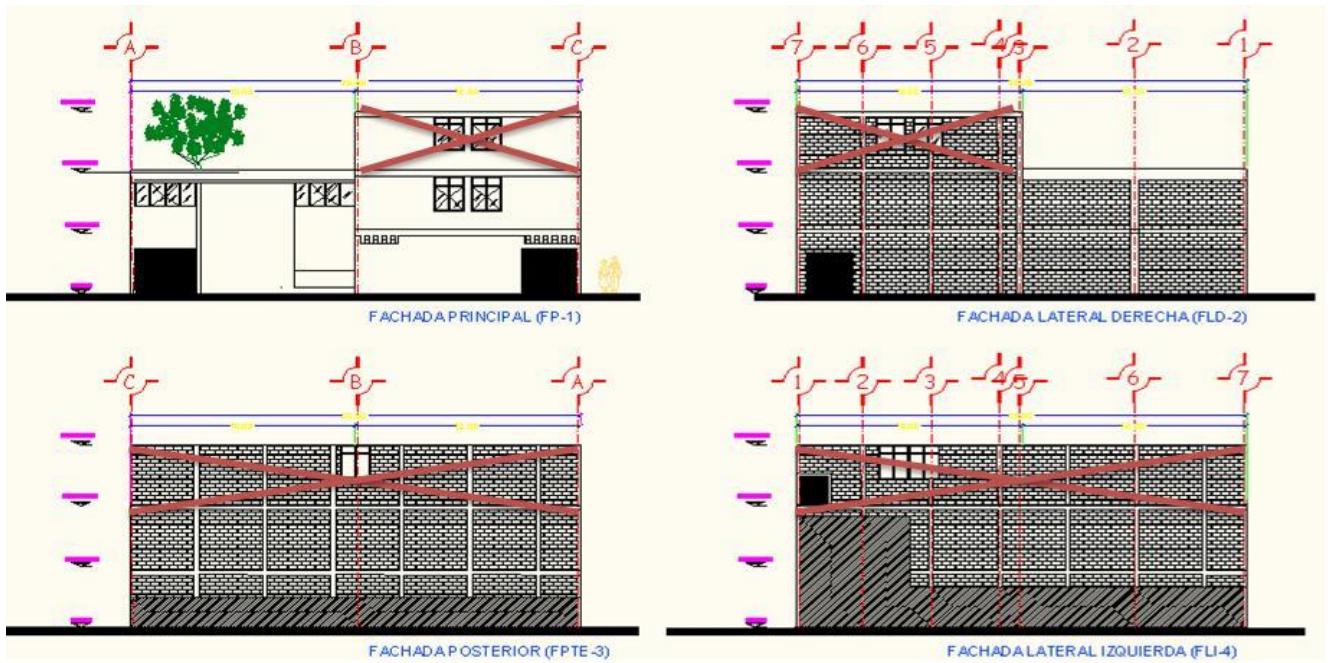 A B C
7 6 5 4 3 2 1
FACHADA PRINCIPAL (FP-1)
FACHADA LATERAL DERECHA (FLD-2)
C B A
1 2 3 4 5 6 7
FACHADA POSTERIOR (FPTE-3)
FACHADA LATERAL IZQUIERDA (FLI-4)